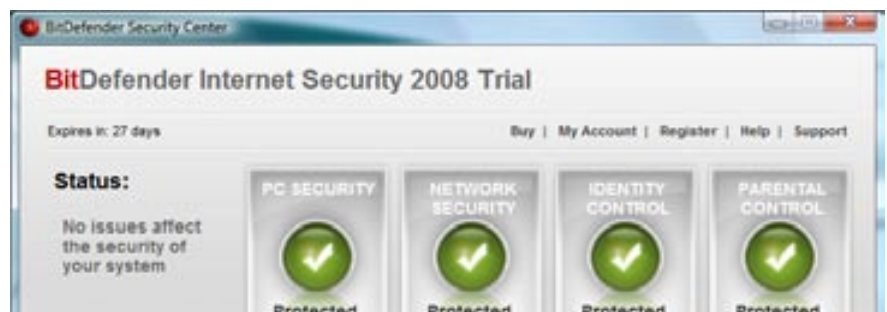 BitDefender Security Center
BitDefender Internet Security 2008 Trial
Expires in: 27 days
Buy | My Account | Register | Help | Support
Status:
No issues affect
the security of
your system
PC SECURITY
NETWORK
SECURITY
IDENTITY
CONTROL
PARENTAL
CONTROL
Protected
Protected
Protected
Protected